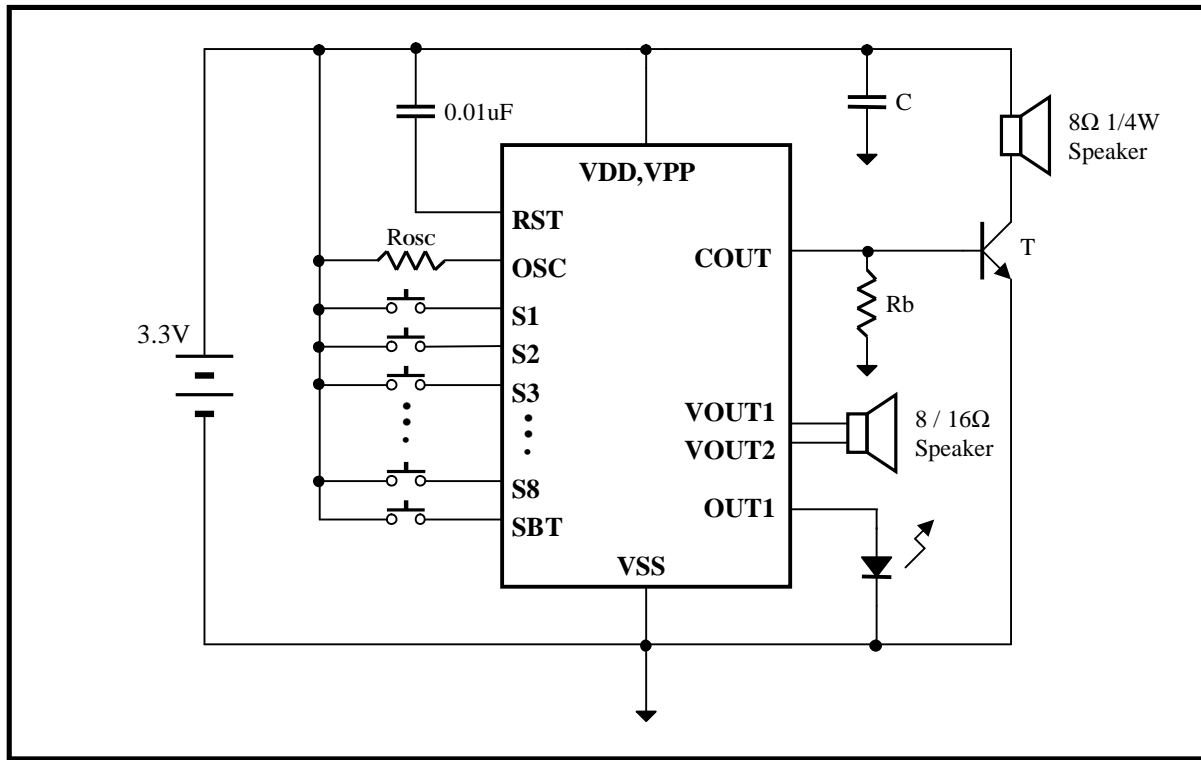 0.01uF
C
8Ω 1/4W
Speaker
VDD,VPP
RST
Rosc
OSC
COUT
T
S1
Rb
3.3V
S2
S3
VOUT1
8 / 16Ω
VOUT2
Speaker
S8
OUT1
SBT
VSS